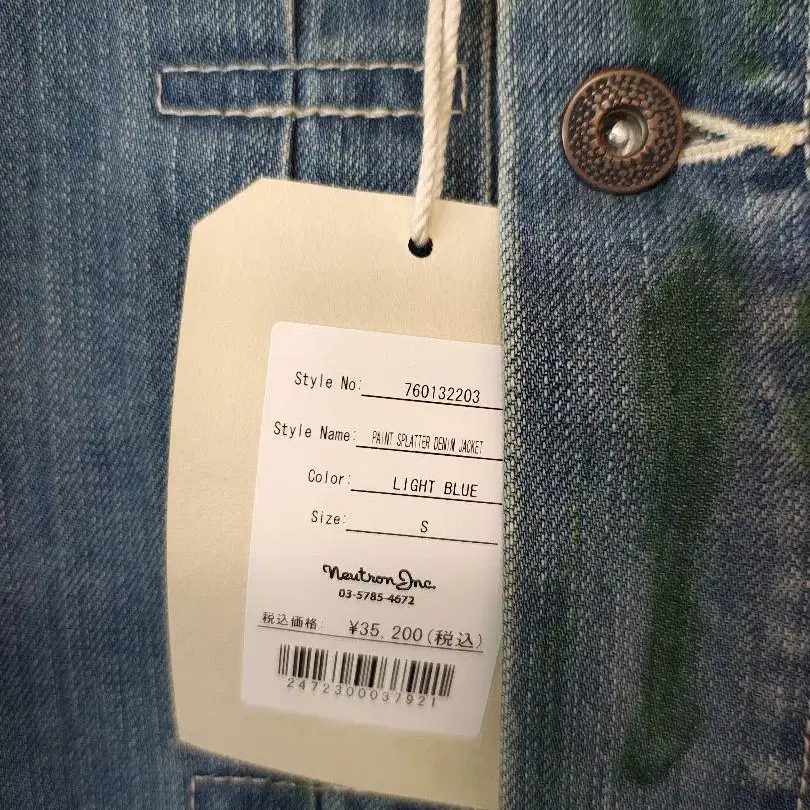 Style No: 760132203
Style Name: PAINT SPLATTER DENIM JACKET
Color: LIGHT BLUE
Size: S
Neutron Inc.
03-5785-4672
税込価格: ¥35,200(税込)
2472300037921